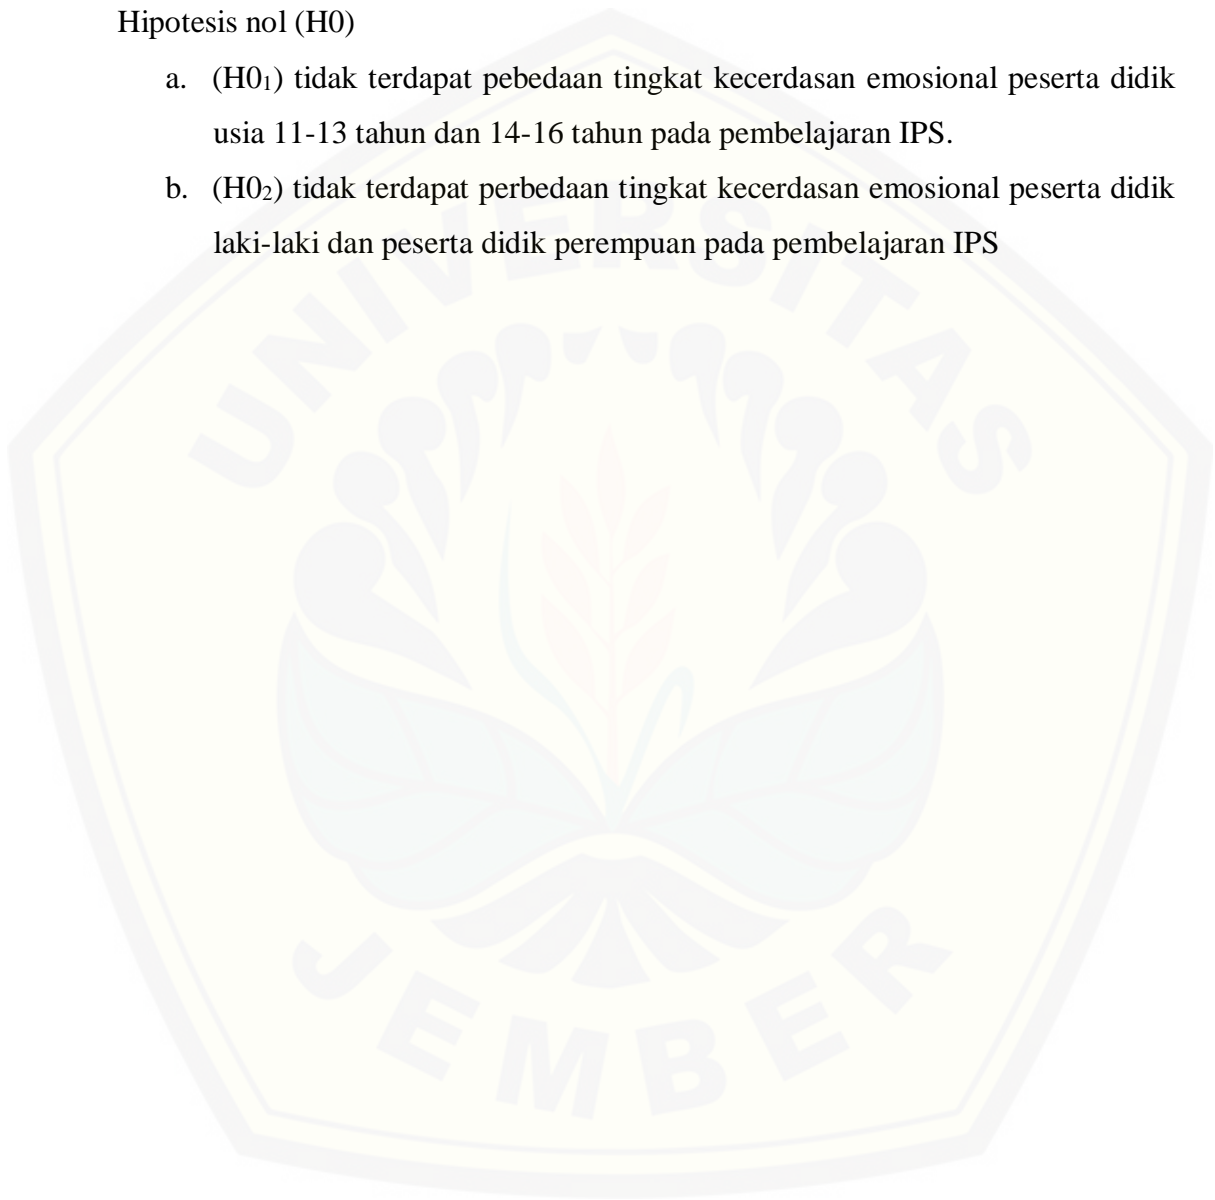 Hipotesis nol (H0)
a. (H0₁) tidak terdapat pebedaan tingkat kecerdasan emosional peserta didik
usia 11-13 tahun dan 14-16 tahun pada pembelajaran IPS.
b. (H0₂) tidak terdapat perbedaan tingkat kecerdasan emosional peserta didik
laki-laki dan peserta didik perempuan pada pembelajaran IPS
UNIVERSITAS
JEMBER